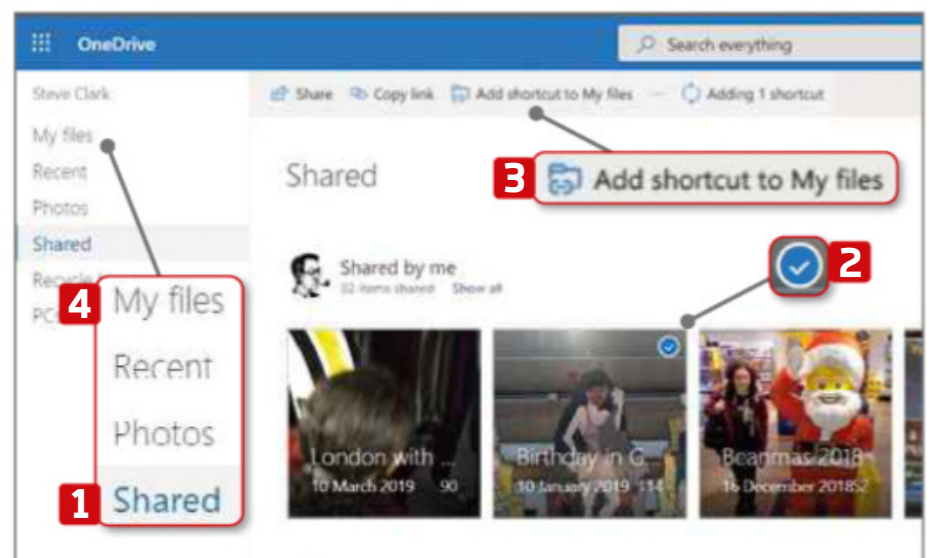 OneDrive
Search everything
Steve Clark
Share Copy link Add shortcut to My files Adding 1 shortcut
My files
Recent
Photos
Shared
Recycle
PC
Shared
3 Add shortcut to My files
2
Shared by me
32 items shared Show all
4 My files
Recent
Photos
1 Shared
London with ...
10 March 2019 90
Birthday in G...
10 January 2019 114
Beanmas 2018
16 December 2018 52